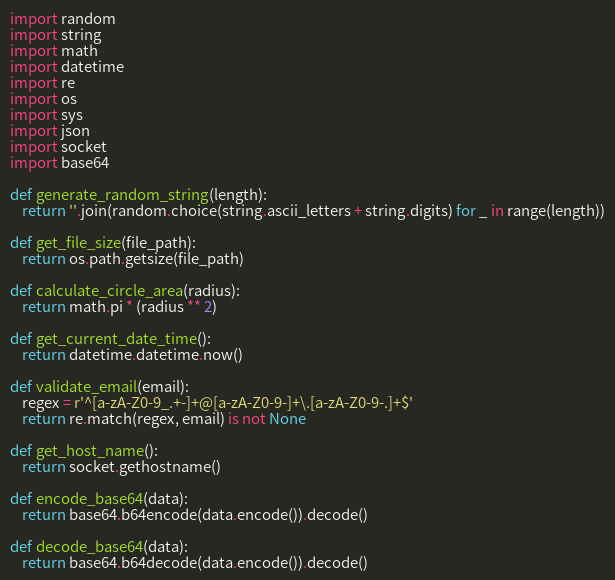 import random
import string
import math
import datetime
import re
import os
import sys
import json
import socket
import base64

def generate_random_string(length):
    return ''.join(random.choice(string.ascii_letters + string.digits) for _ in range(length))

def get_file_size(file_path):
    return os.path.getsize(file_path)

def calculate_circle_area(radius):
    return math.pi * (radius ** 2)

def get_current_date_time():
    return datetime.datetime.now()

def validate_email(email):
    regex = r'^[a-zA-Z0-9_.+-]+@[a-zA-Z0-9-]+\.[a-zA-Z0-9-.]+$'
    return re.match(regex, email) is not None

def get_host_name():
    return socket.gethostname()

def encode_base64(data):
    return base64.b64encode(data.encode()).decode()

def decode_base64(data):
    return base64.b64decode(data.encode()).decode()